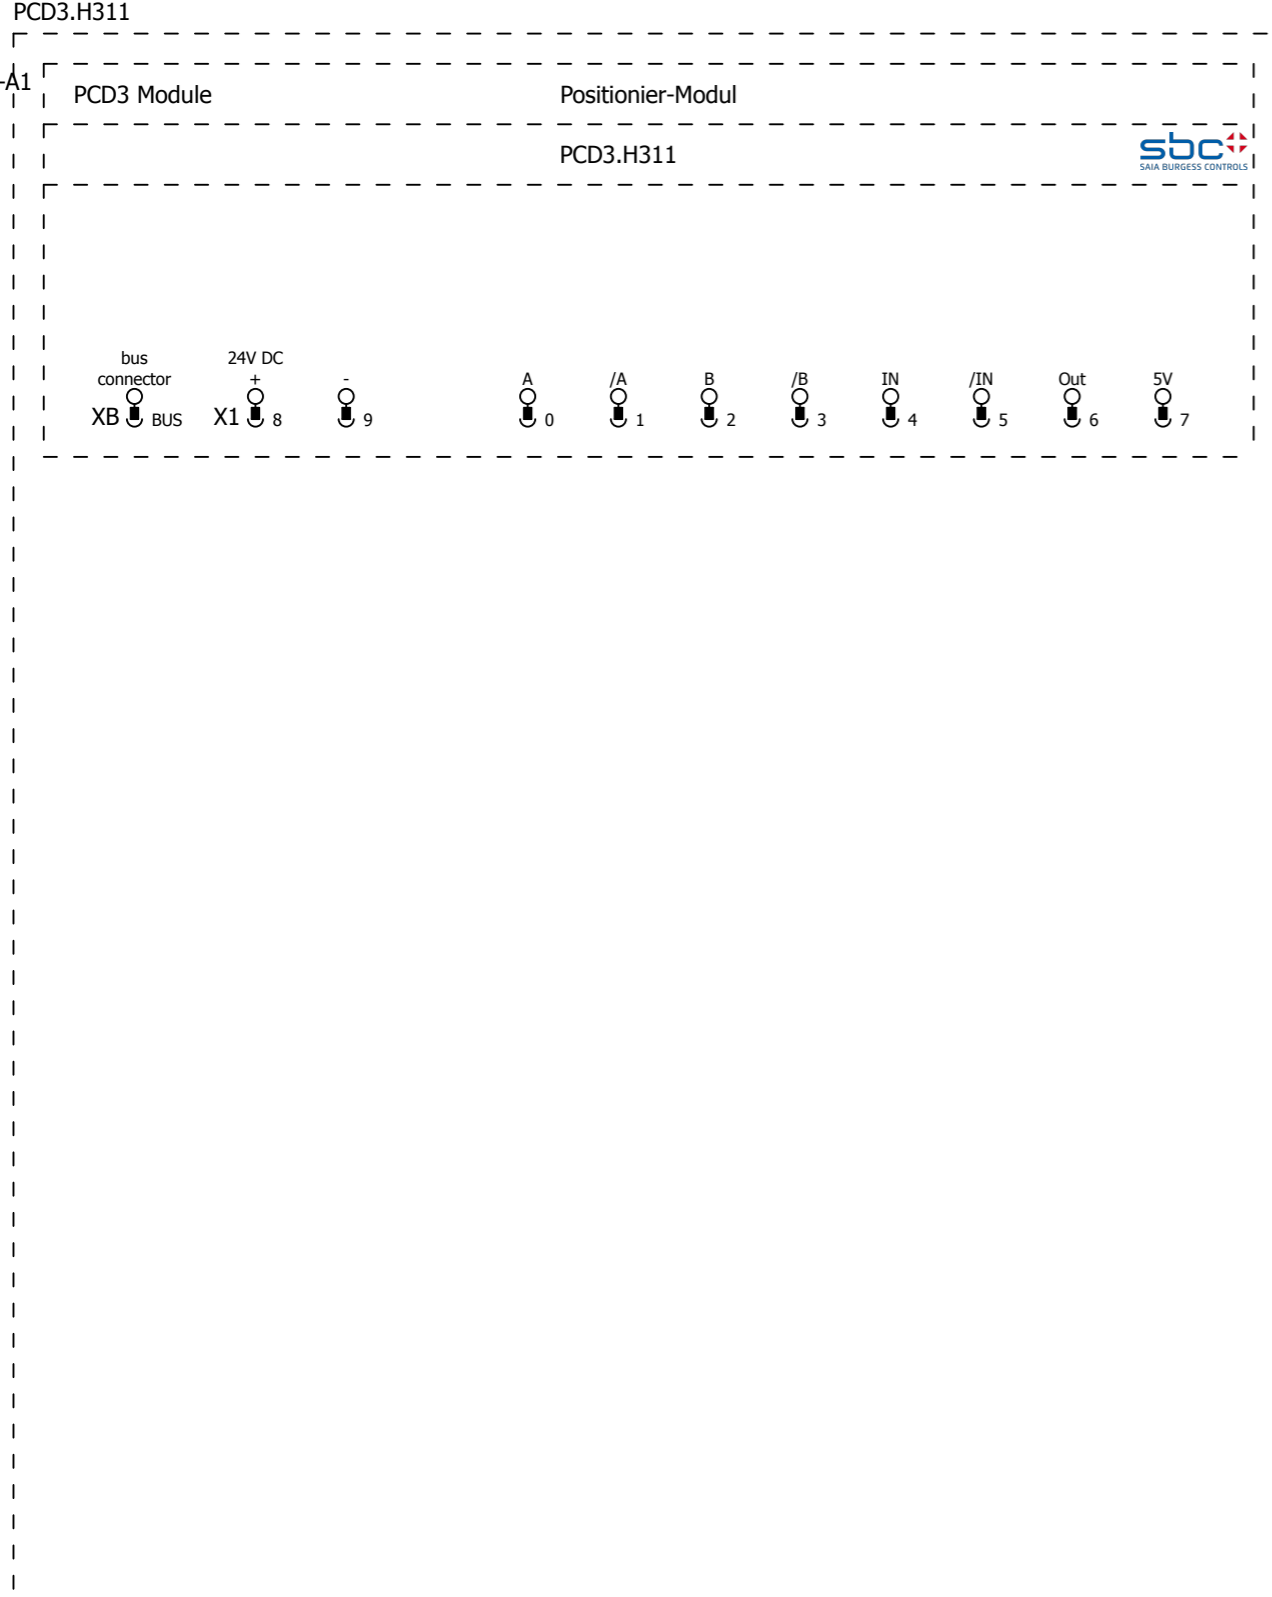 PCD3.H311
-A1
PCD3 Module Positionier-Modul
PCD3.H311
sbc
SAIA BURGESS CONTROLS
bus 24V DC
connector + - A /A B /B IN /IN Out 5V
XB BUS X1 8 9 0 1 2 3 4 5 6 7